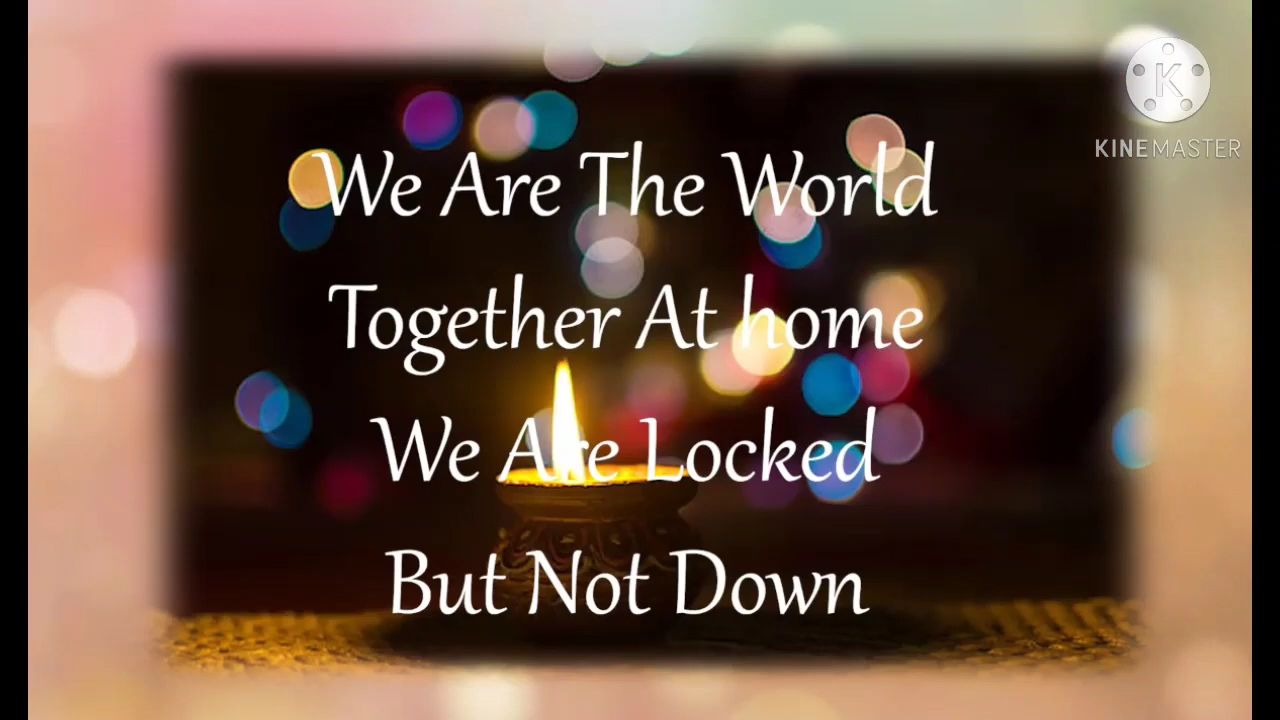 KINEMASTER
We Are The World
Together At home
We Are Locked
But Not Down